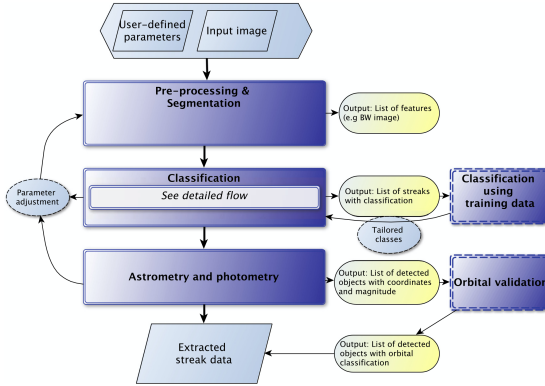 User-defined
parameters
Input image
Pre-processing &
Segmentation
Output: List of features
(e.g BW image)
Classification
See detailed flow
Output: List of streaks
with classification
Classification
using
training data
Parameter
adjustment
Tailored
classes
Astrometry and photometry
Output: List of detected
objects with coordinates
and magnitude
Orbital validation
Extracted
streak data
Output: List of detected
objects with orbital
classification